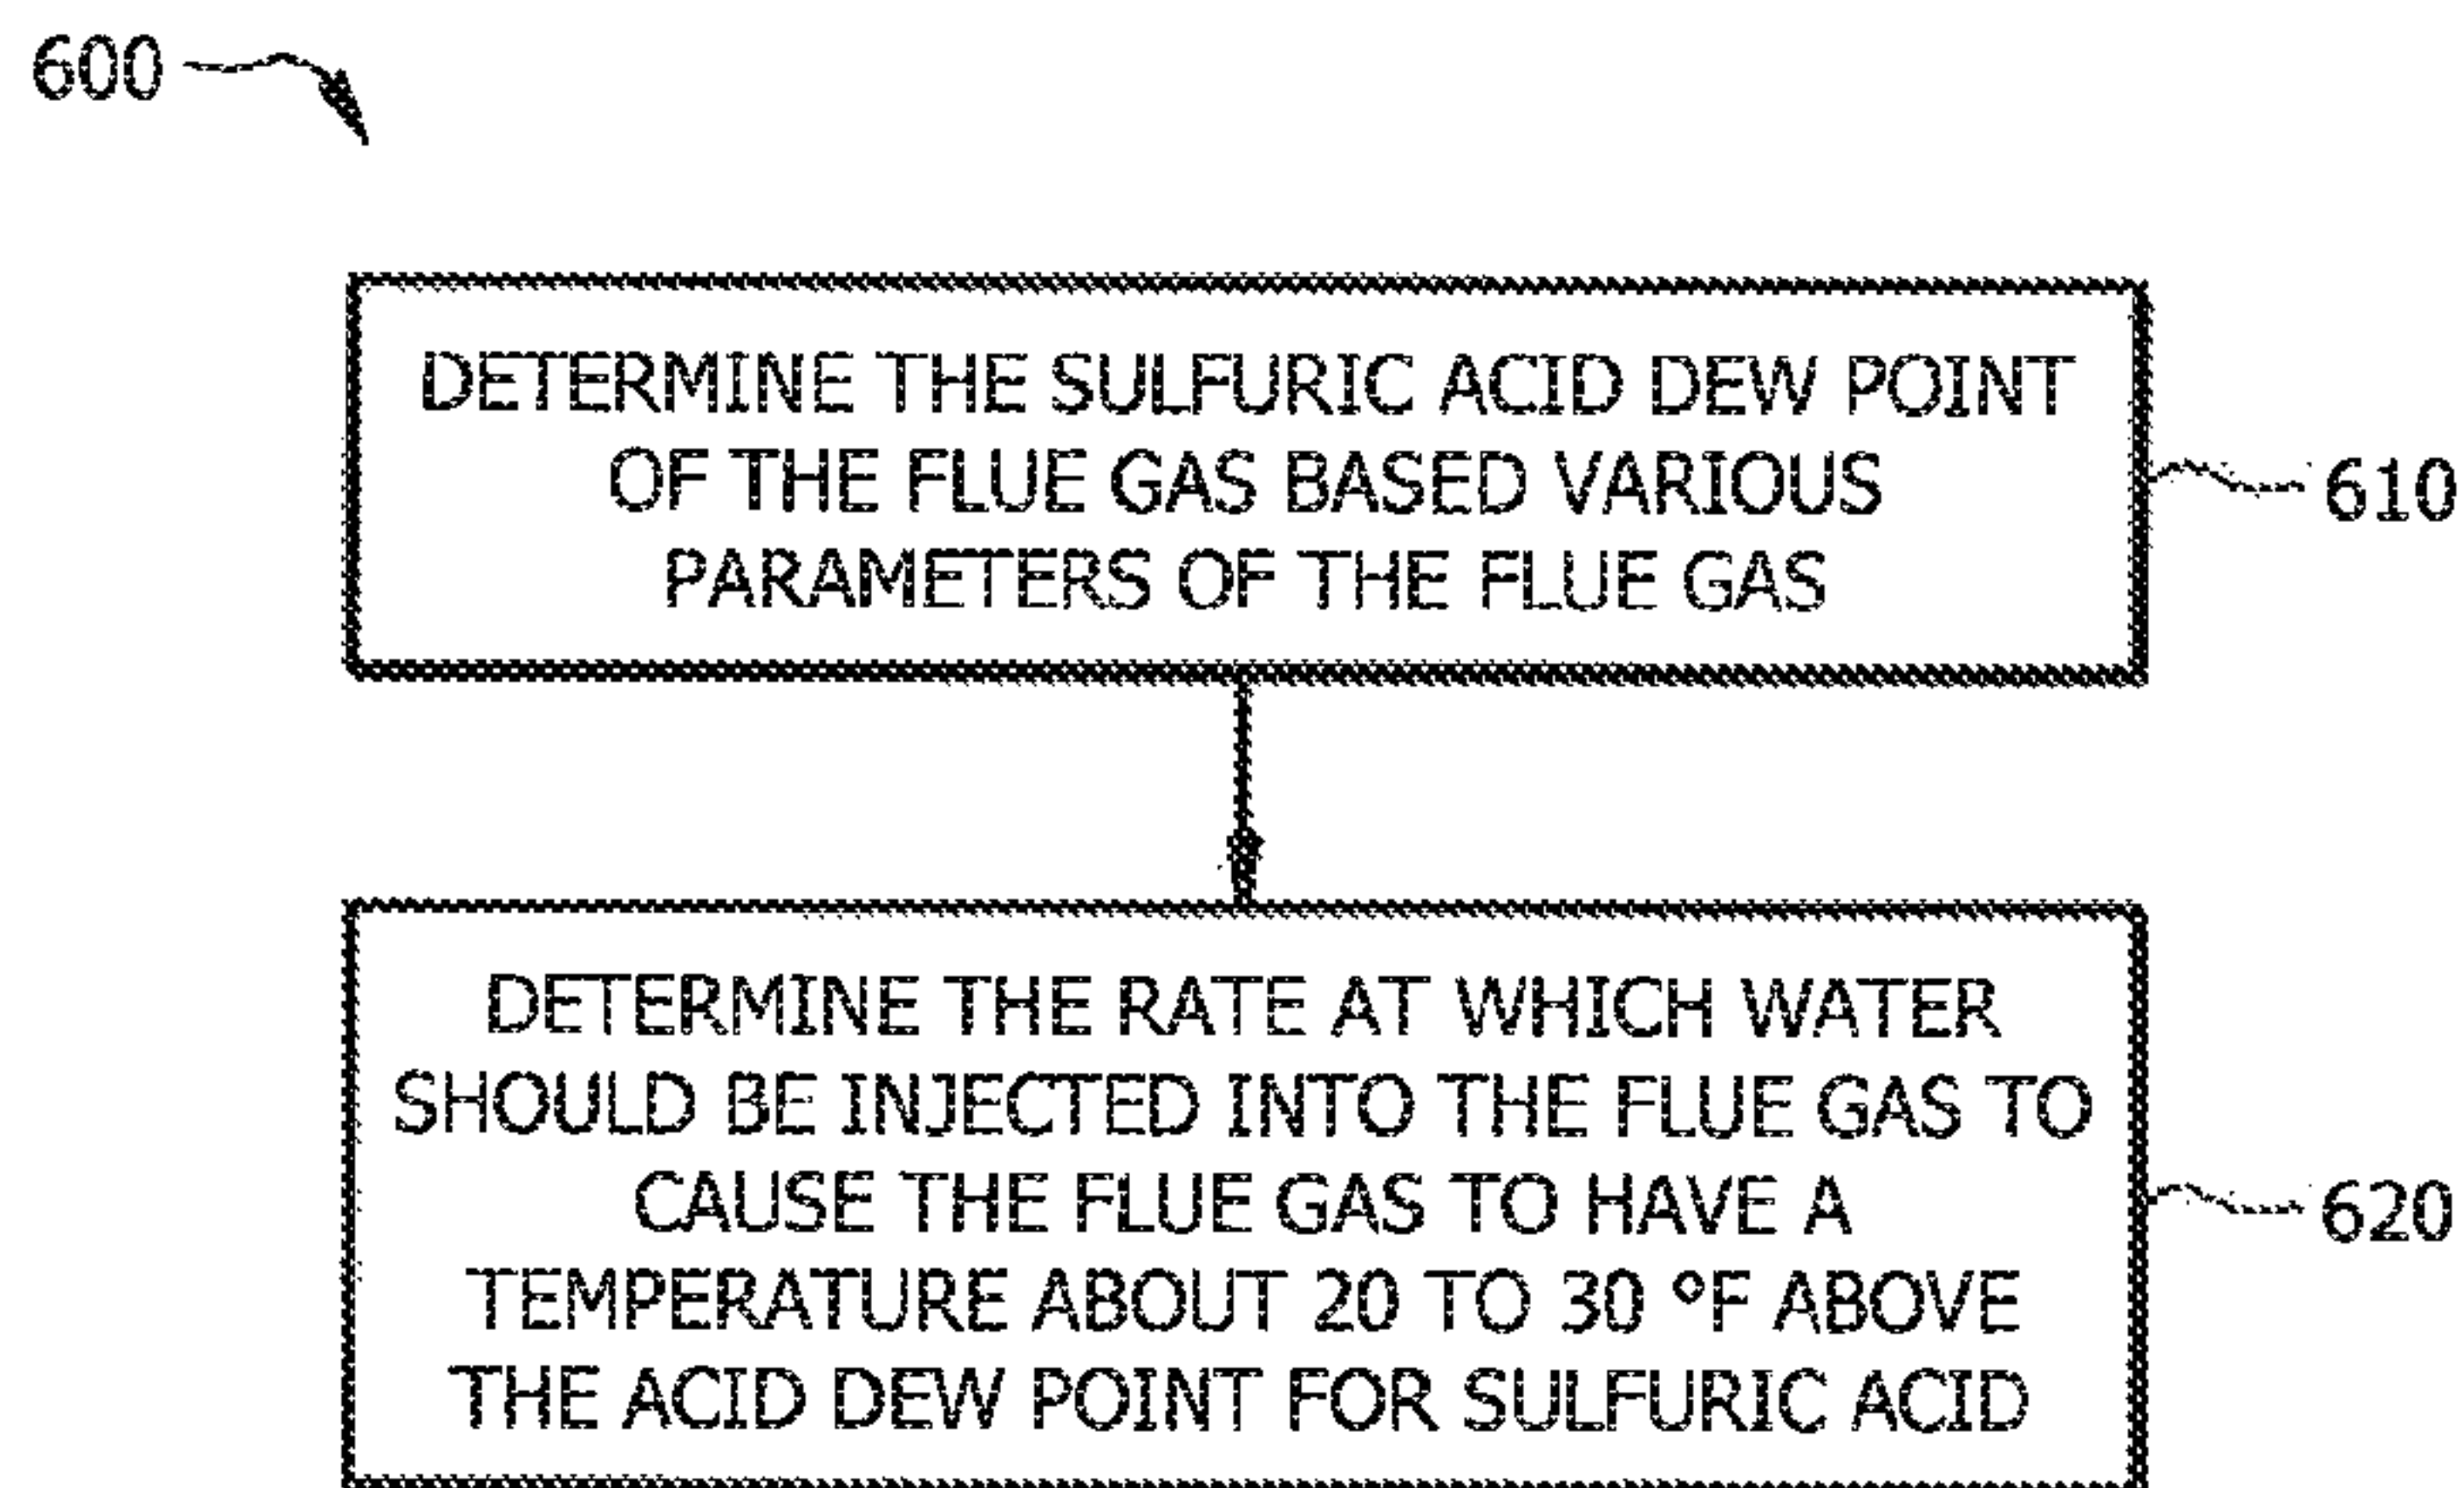 600
DETERMINE THE SULFURIC ACID DEW POINT
OF THE FLUE GAS BASED VARIOUS
PARAMETERS OF THE FLUE GAS
610
DETERMINE THE RATE AT WHICH WATER
SHOULD BE INJECTED INTO THE FLUE GAS TO
CAUSE THE FLUE GAS TO HAVE A
TEMPERATURE ABOUT 20 TO 30 °F ABOVE
THE ACID DEW POINT FOR SULFURIC ACID
620